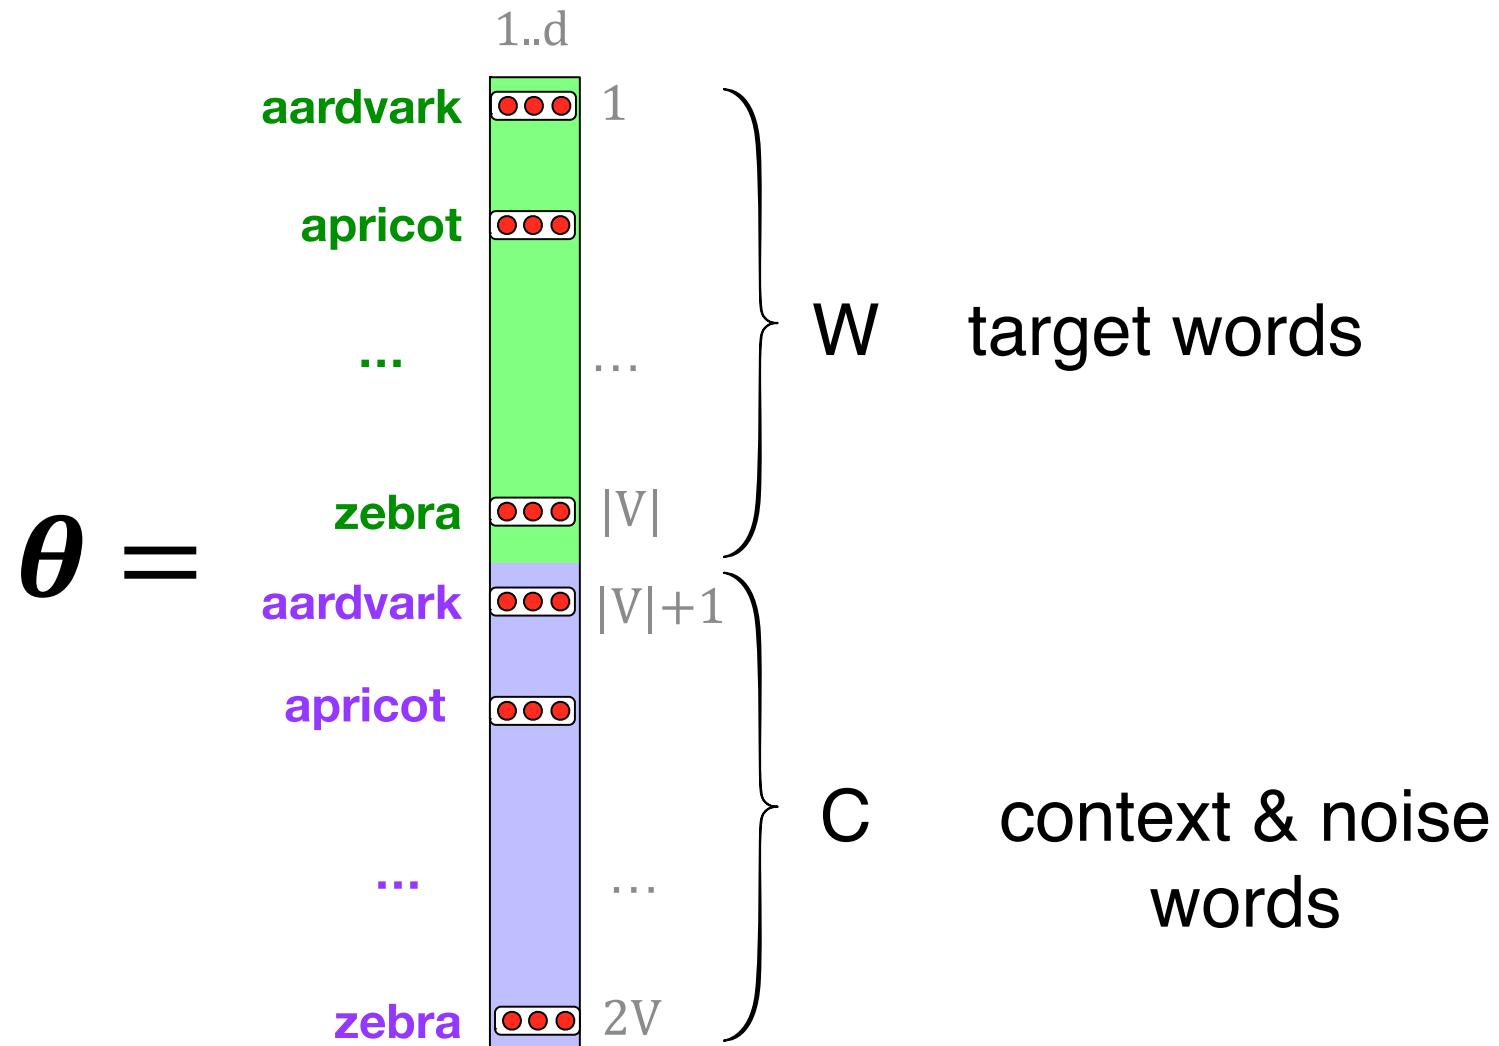 1..d
aardvark 1
apricot
... ...
W target words
zebra |V|
θ =
aardvark |V|+1
apricot
C context & noise
words
... ...
zebra 2V